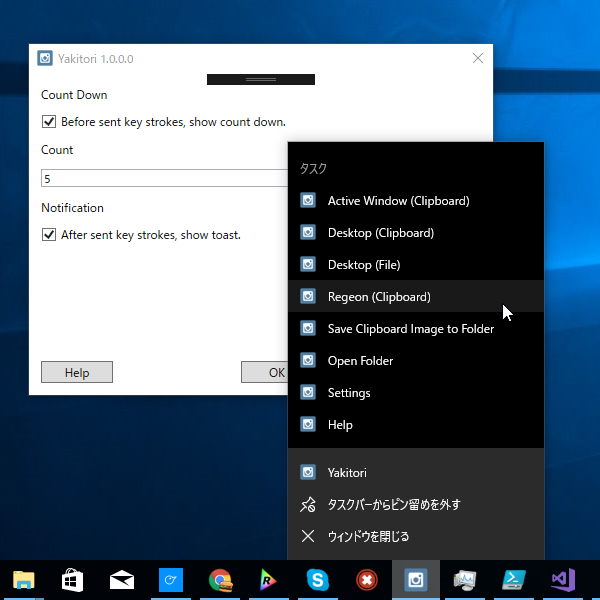 Yakitori 1.0.0.0
Count Down
Before sent key strokes, show count down.
Count
5
Notification
After sent key strokes, show toast.
Help
OK
タスク
Active Window (Clipboard)
Desktop (Clipboard)
Desktop (File)
Regeon (Clipboard)
Save Clipboard Image to Folder
Open Folder
Settings
Help
Yakitori
タスクバーからピン留めを外す
ウィンドウを閉じる